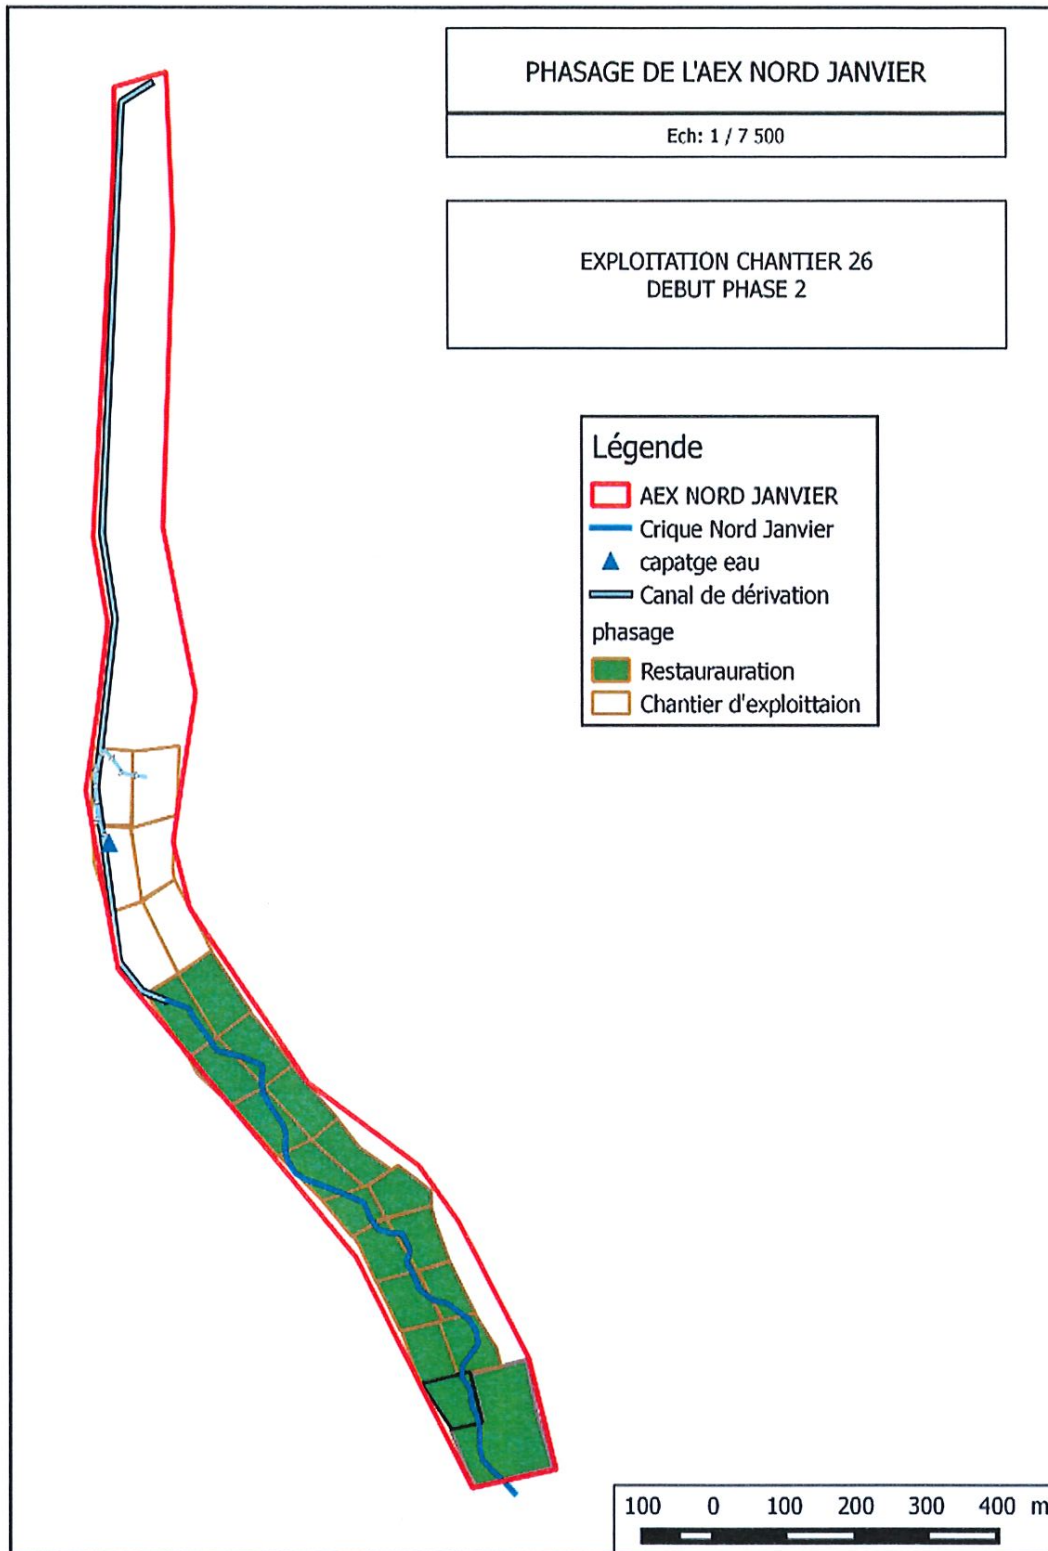 PHASAGE DE L'AEX NORD JANVIER
Ech: 1 / 7 500
EXPLOITATION CHANTIER 26
DEBUT PHASE 2
Légende
AEX NORD JANVIER
Crique Nord Janvier
capatge eau
Canal de dérivation
phasage
Restaurauration
Chantier d'exploittaion
100 0 100 200 300 400 m